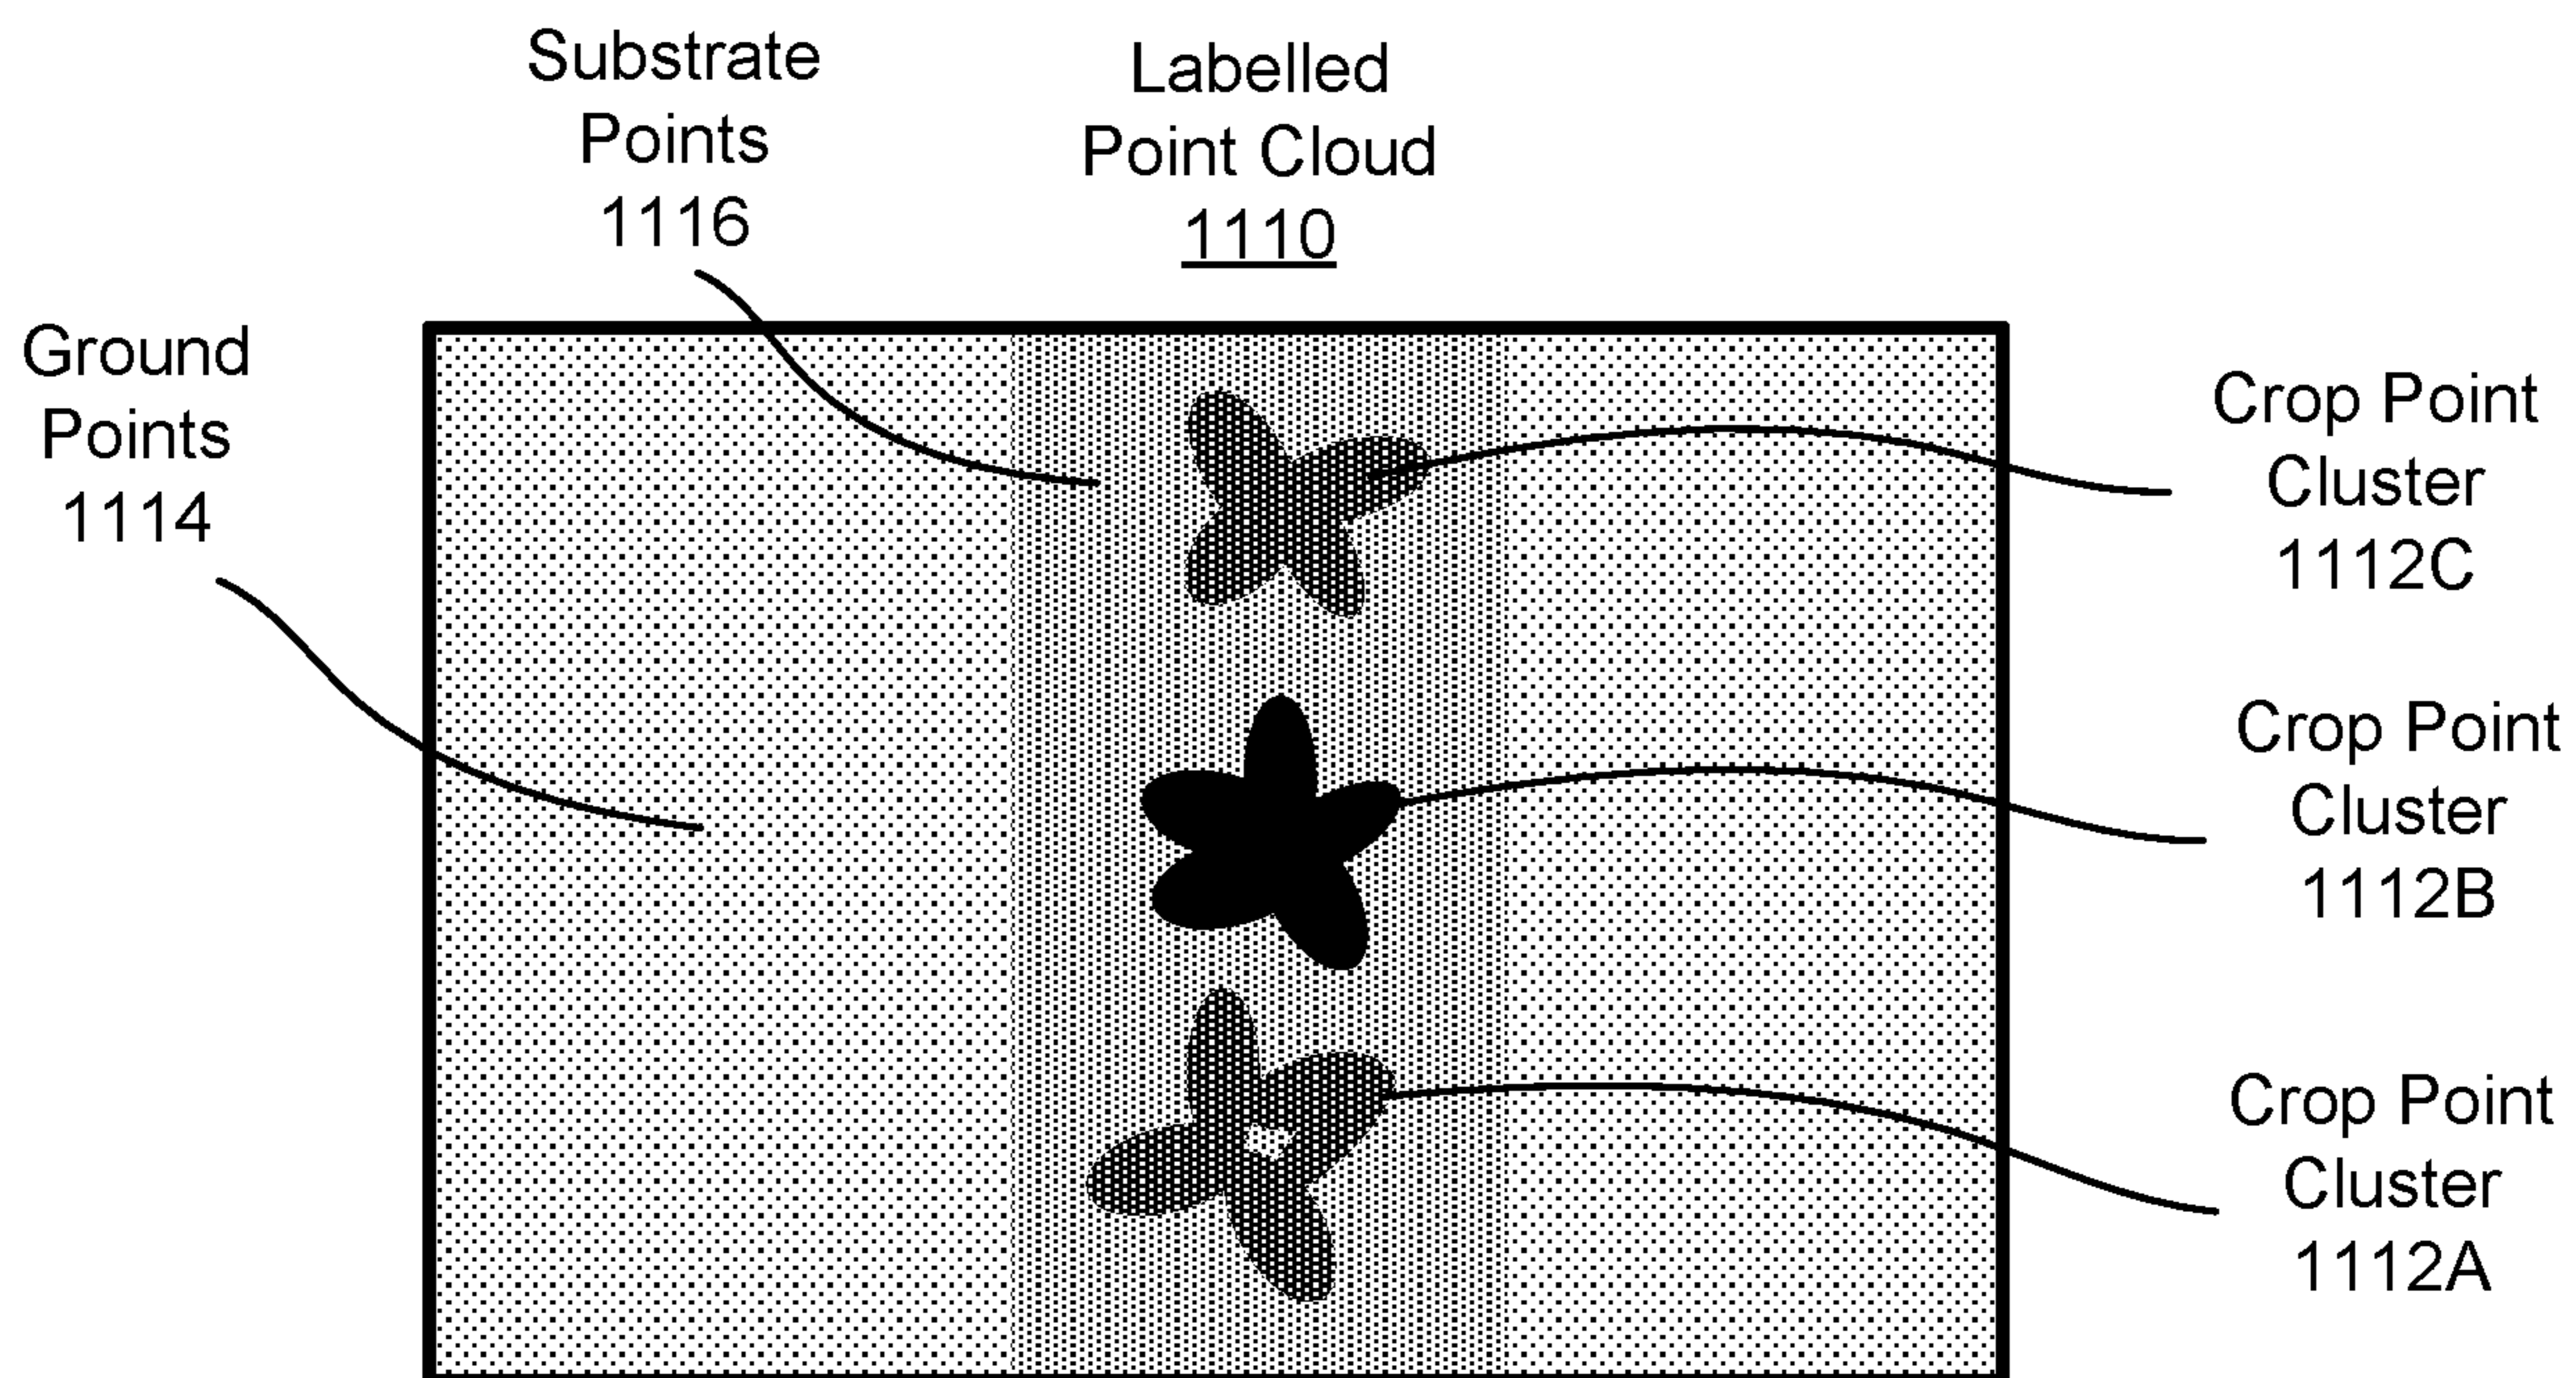 Substrate
Points
1116
Labelled
Point Cloud
1110
Ground
Points
1114
Crop Point
Cluster
1112C
Crop Point
Cluster
1112B
Crop Point
Cluster
1112A